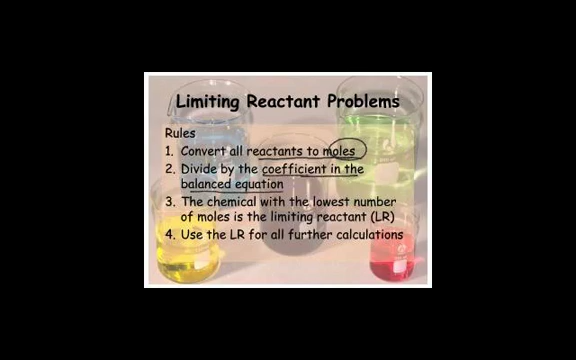 Limiting Reactant Problems
Rules
1. Convert all reactants to moles
2. Divide by the coefficient in the
balanced equation
3. The chemical with the lowest number
of moles is the limiting reactant (LR)
4. Use the LR for all further calculations